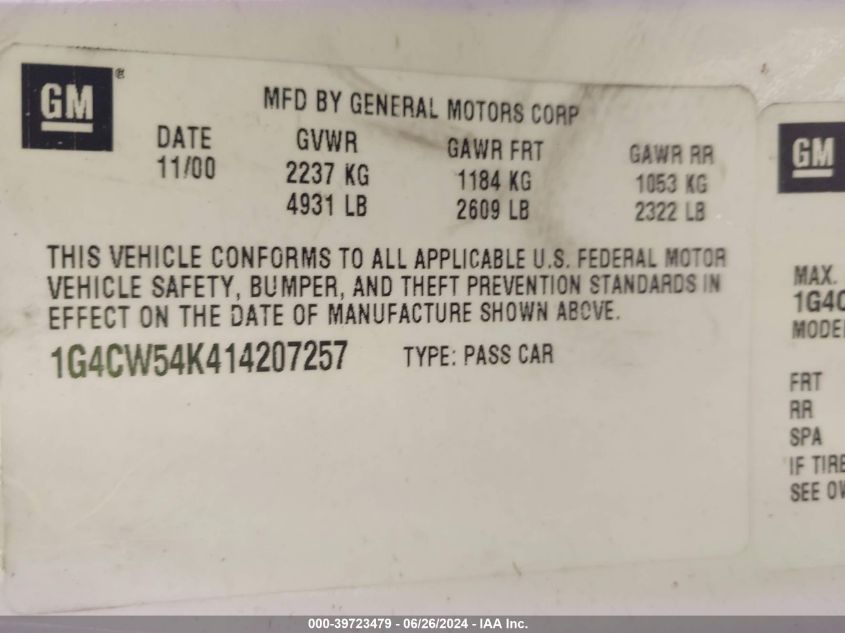 GM ®
MFD BY GENERAL MOTORS CORP
DATE GVWR GAWR FRT GAWR RR
11/00 2237 KG 1184 KG 1053 KG
4931 LB 2609 LB 2322 LB
THIS VEHICLE CONFORMS TO ALL APPLICABLE U.S. FEDERAL MOTOR
VEHICLE SAFETY, BUMPER, AND THEFT PREVENTION STANDARDS IN
EFFECT ON THE DATE OF MANUFACTURE SHOWN ABOVE.
1G4CW54K414207257 TYPE: PASS CAR
GM
MAX.
1G4C
MODE
FRT
RR
SPA
IF TIRE
SEE OW
000-39723479 - 06/26/2024 - IAA Inc.